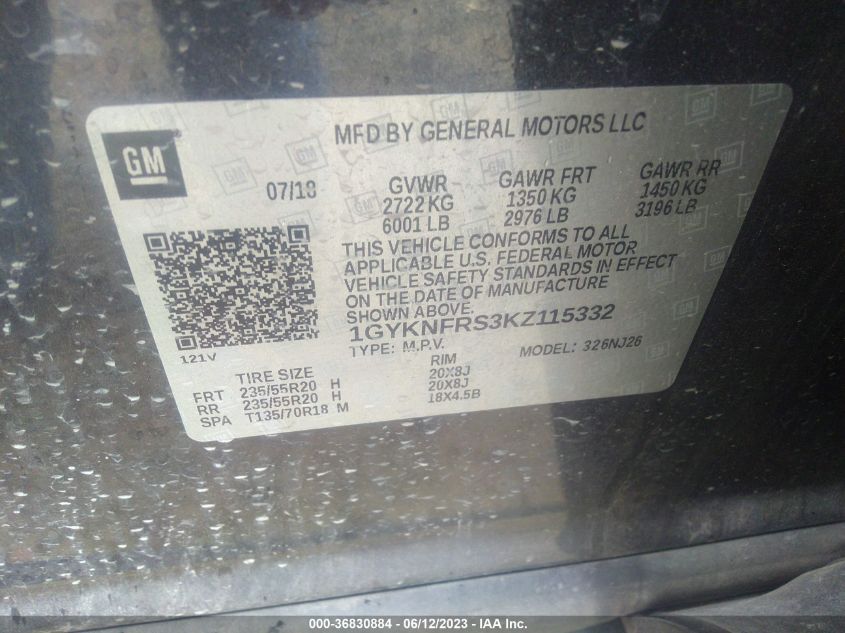 GM
MFD BY GENERAL MOTORS LLC
07/18
GVWR GAWR FRT GAWR RR
2722 KG 1350 KG 1450 KG
6001 LB 2976 LB 3196 LB
THIS VEHICLE CONFORMS TO ALL
APPLICABLE U.S. FEDERAL MOTOR
VEHICLE SAFETY STANDARDS IN EFFECT
ON THE DATE OF MANUFACTURE
SHOWN ABOVE.
1GYKNFRS3KZ115332
121V
TYPE: M.P.V. MODEL: 326NJ26
TIRE SIZE RIM
FRT 235/55R20 H 20X8J
RR 235/55R20 H 20X8J
SPA T135/70R18 M 18X4.5B
000-36830884 - 06/12/2023 - Copyright © IAA, Inc.